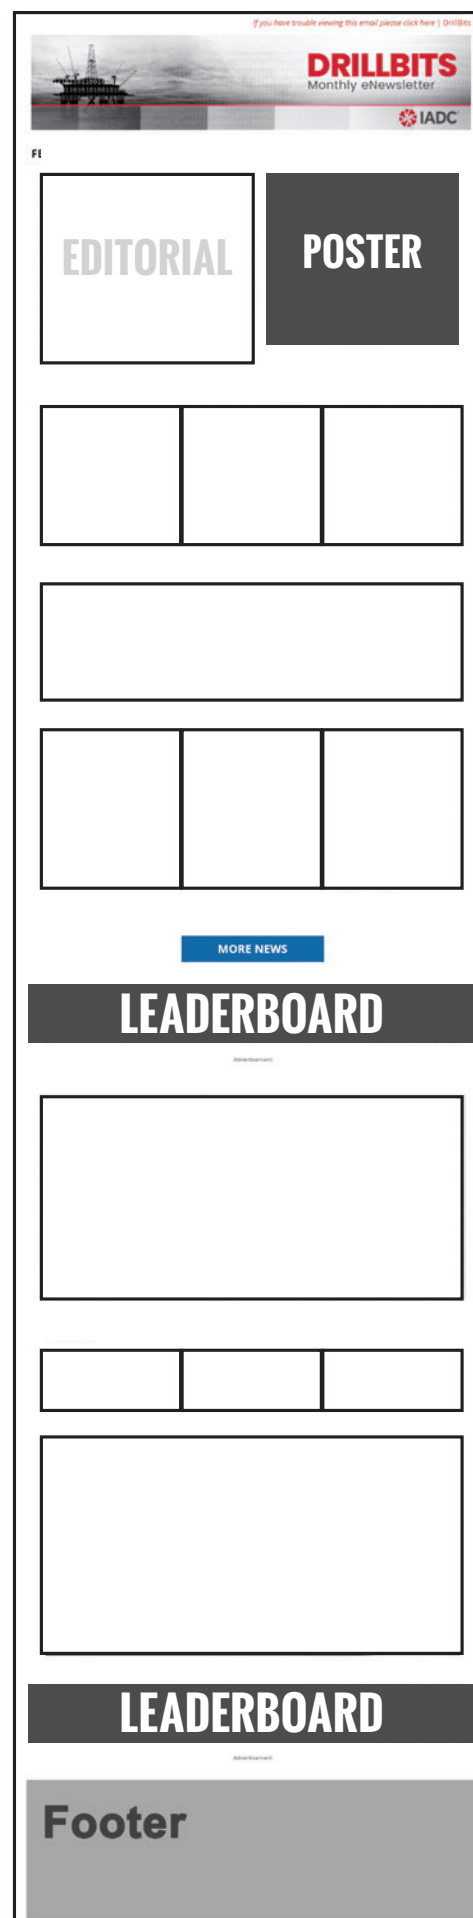 If you have trouble viewing this email please click here | DrillBits
DRILLBITS
Monthly eNewsletter
IADC
FE
EDITORIAL
POSTER
MORE NEWS
LEADERBOARD
Advertisement
LEADERBOARD
Advertisement
Footer